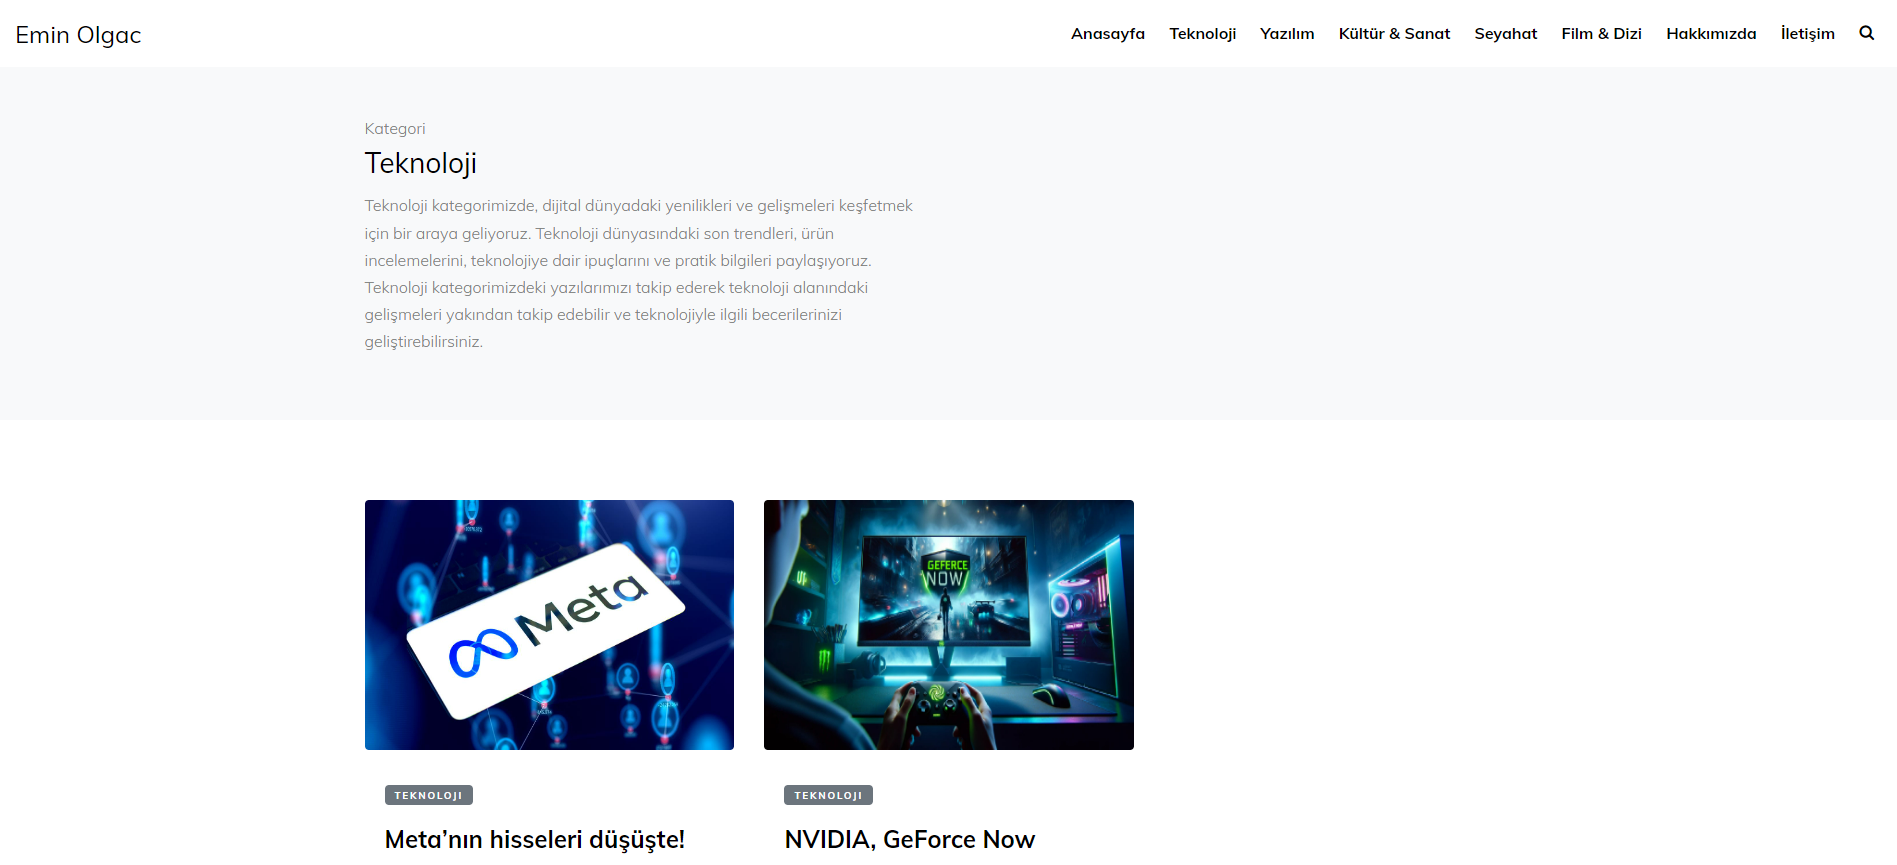 Emin Olgac
Anasayfa Teknoloji Yazılım Kültür & Sanat Seyahat Film & Dizi Hakkımızda İletişim
Kategori
Teknoloji
Teknoloji kategorimizde, dijital dünyadaki yenilikleri ve gelişmeleri keşfetmek
için bir araya geliyoruz. Teknoloji dünyasındaki son trendleri, ürün
incelemelerini, teknolojiye dair ipuçlarını ve pratik bilgileri paylaşıyoruz.
Teknoloji kategorimizdeki yazılarımızı takip ederek teknoloji alanındaki
gelişmeleri yakından takip edebilir ve teknolojiyle ilgili becerilerinizi
geliştirebilirsiniz.
Meta
GEFORCE
NOW
TEKNOLOJI
Meta’nın hisseleri düşüşte!
TEKNOLOJI
NVIDIA, GeForce Now